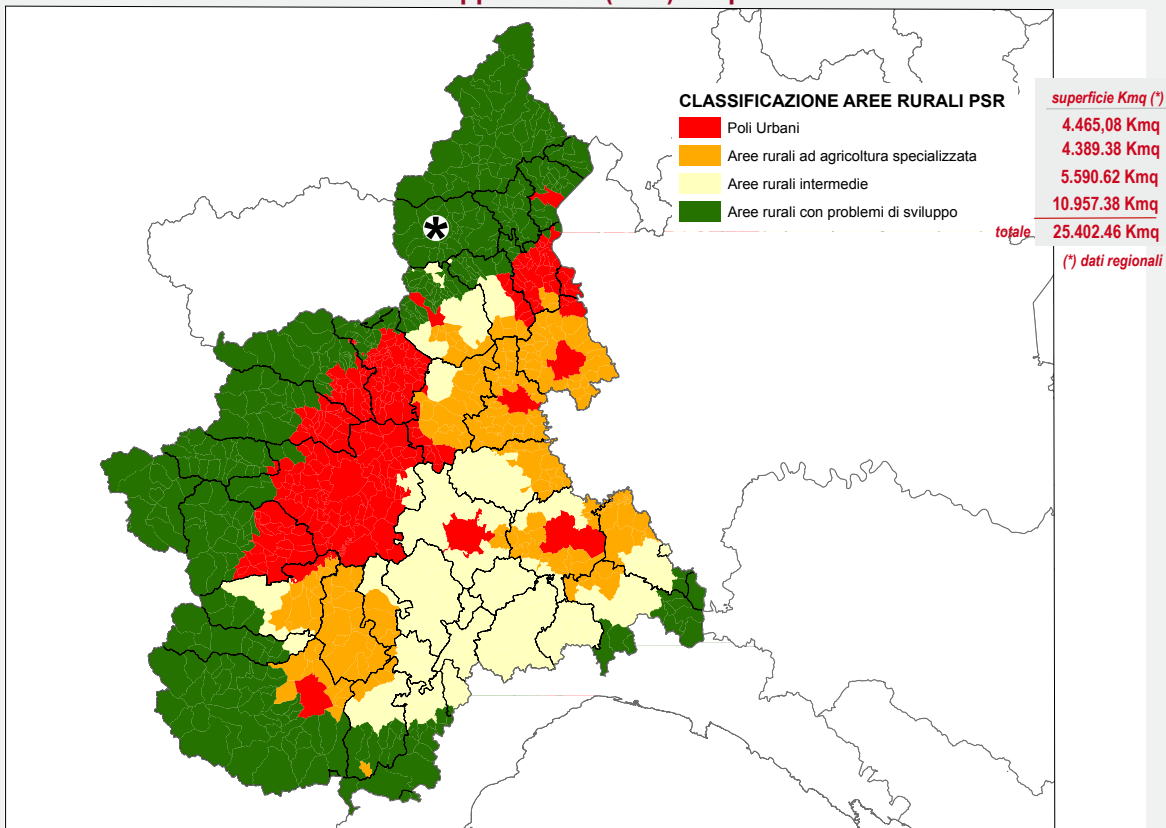 CLASSIFICAZIONE AREE RURALI PSR
superficie Kmq (*)
Poli Urbani
4.465,08 Kmq
Aree rurali ad agricoltura specializzata
4.389.38 Kmq
Aree rurali intermedie
5.590.62 Kmq
Aree rurali con problemi di sviluppo
10.957.38 Kmq
totale 25.402.46 Kmq
(*) dati regionali
*